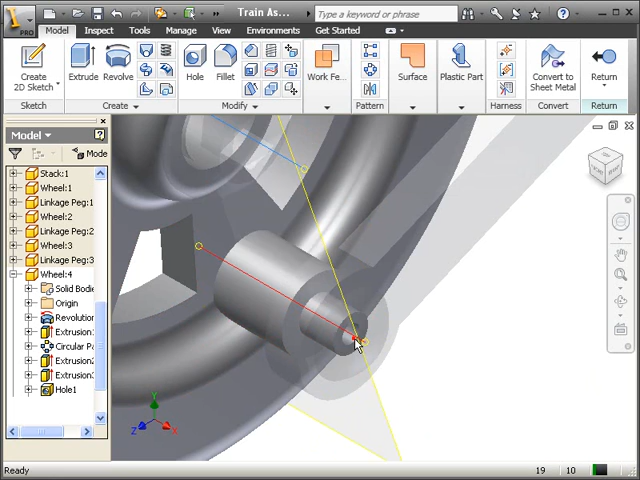 PRO
Train As...
Type a keyword or phrase
Model Inspect Tools Manage View Environments Get Started
Create 2D Sketch
Extrude
Revolve
Hole
Fillet
Work Fe...
Surface
Plastic Part
Convert to Sheet Metal
Return
Sketch Create Modify Pattern Harness Convert Return
Model
Mode
Stack:1
Wheel:1
Linkage Peg:1
Wheel:2
Linkage Peg:2
Wheel:3
Linkage Peg:3
Wheel:4
Solid Bodie
Origin
Revolution
Extrusion
Circular Pa
Extrusion
Extrusion
Hole1
Y
Z
X
Ready 19 10